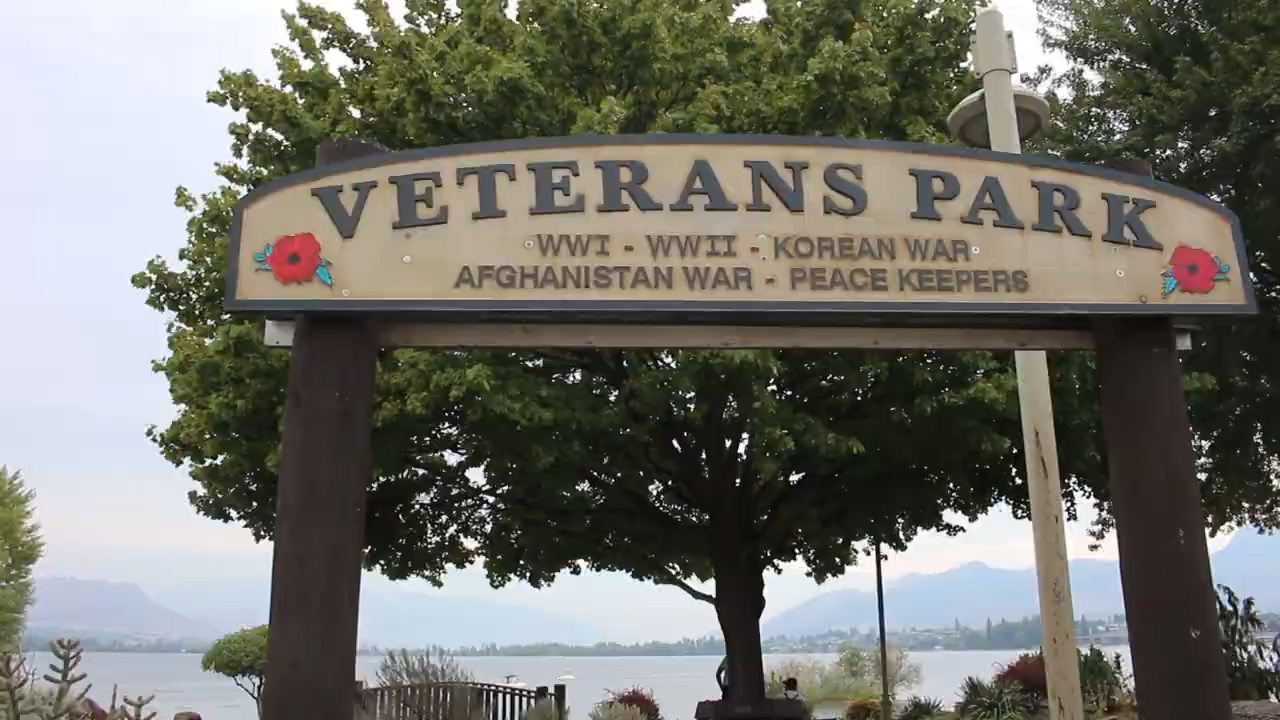 VETERANS PARK
WWI - WWII - KOREAN WAR
AFGHANISTAN WAR - PEACE KEEPERS